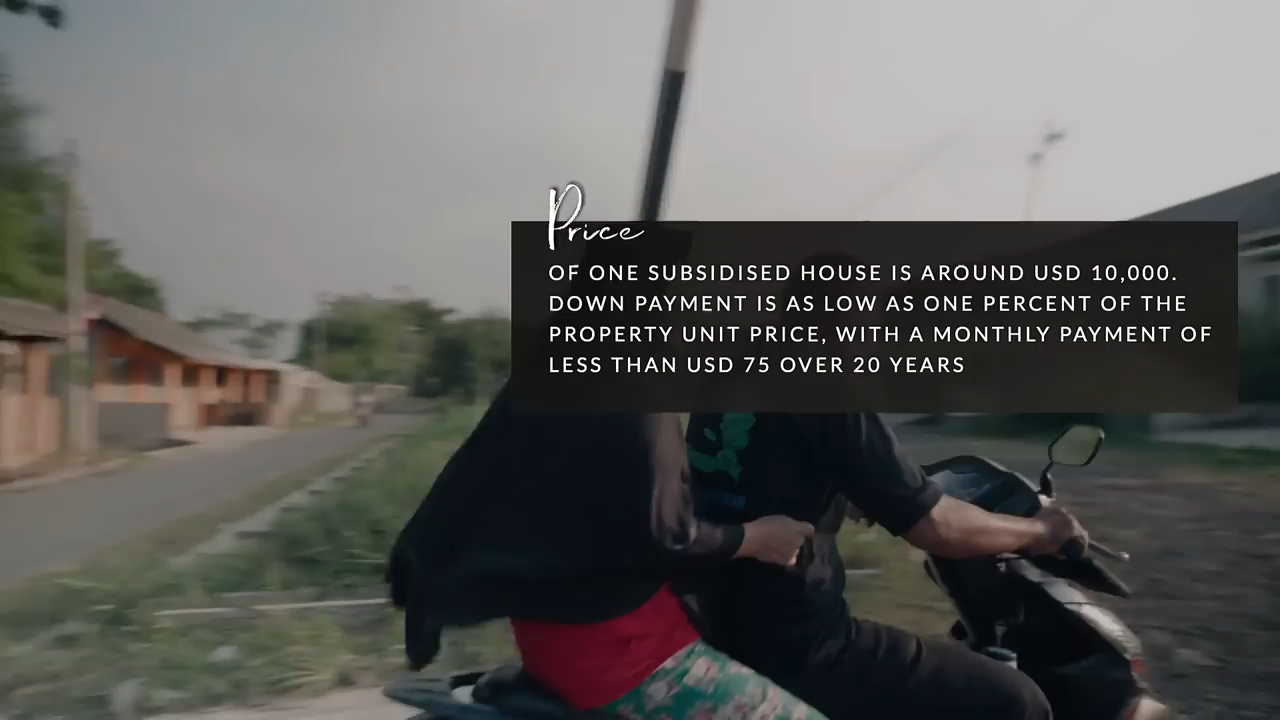 Price
OF ONE SUBSIDISED HOUSE IS AROUND USD 10,000.
DOWN PAYMENT IS AS LOW AS ONE PERCENT OF THE
PROPERTY UNIT PRICE, WITH A MONTHLY PAYMENT OF
LESS THAN USD 75 OVER 20 YEARS